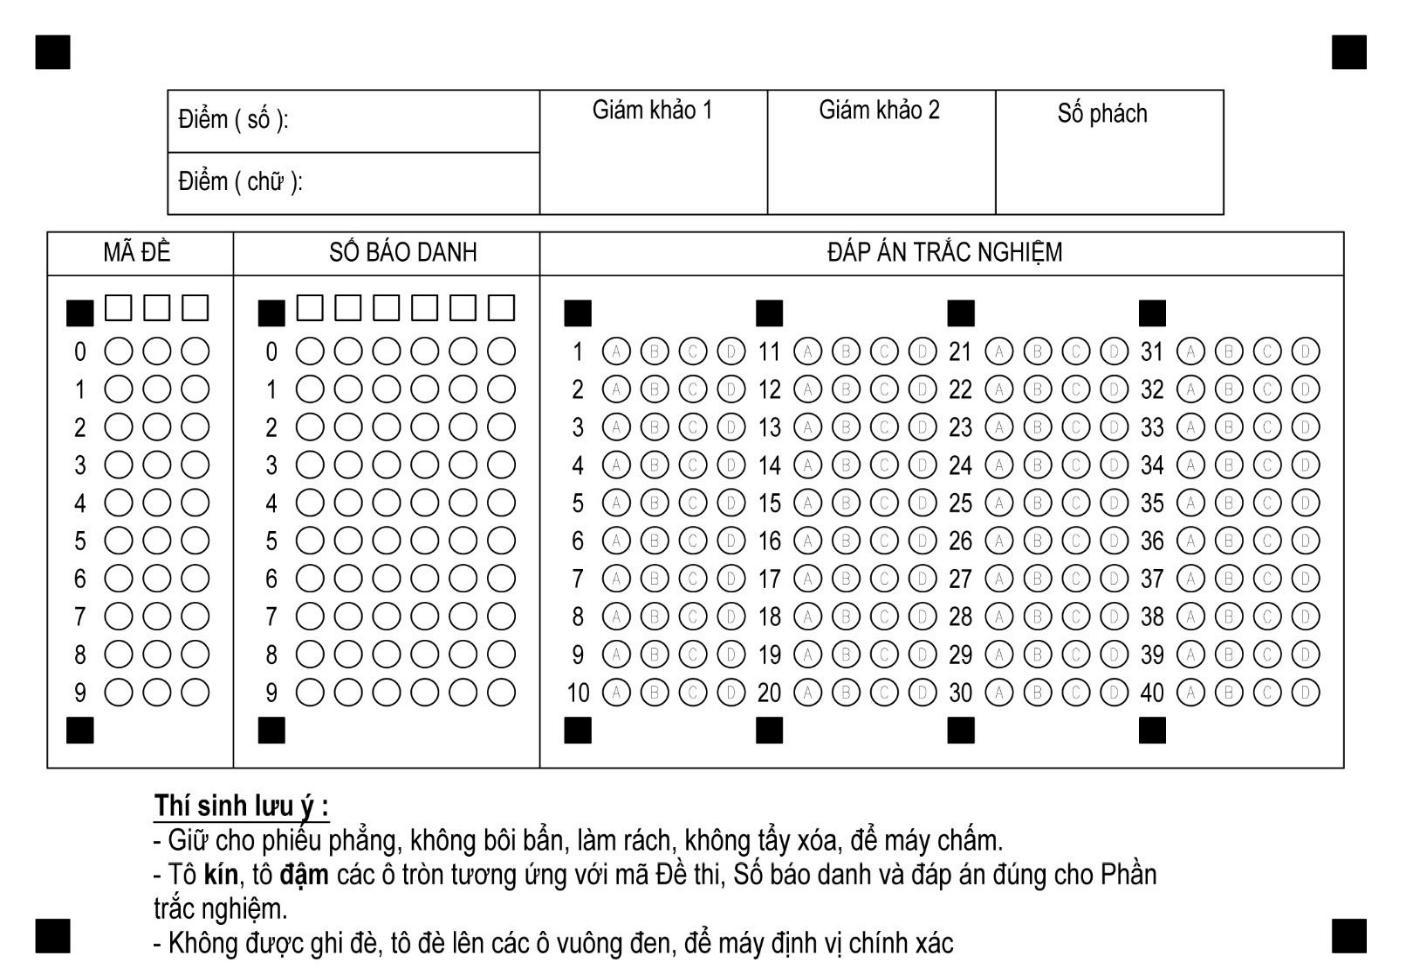 Điểm ( số ): Giám khảo 1 Giám khảo 2 Số phách
Điểm ( chữ ):
MÃ ĐỀ SỐ BÁO DANH ĐÁP ÁN TRẮC NGHIỆM
0 0 1 A B C D 11 A B C D 21 A B C D 31 A B C D
1 1 2 A B C D 12 A B C D 22 A B C D 32 A B C D
2 2 3 A B C D 13 A B C D 23 A B C D 33 A B C D
3 3 4 A B C D 14 A B C D 24 A B C D 34 A B C D
4 4 5 A B C D 15 A B C D 25 A B C D 35 A B C D
5 5 6 A B C D 16 A B C D 26 A B C D 36 A B C D
6 6 7 A B C D 17 A B C D 27 A B C D 37 A B C D
7 7 8 A B C D 18 A B C D 28 A B C D 38 A B C D
8 8 9 A B C D 19 A B C D 29 A B C D 39 A B C D
9 9 10 A B C D 20 A B C D 30 A B C D 40 A B C D
Thí sinh lưu ý :
- Giữ cho phiếu phẳng, không bôi bẩn, làm rách, không tẩy xóa, để máy chấm.
- Tô kín, tô đậm các ô tròn tương ứng với mã Đề thi, Số báo danh và đáp án đúng cho Phần
trắc nghiệm.
- Không được ghi đè, tô đè lên các ô vuông đen, để máy định vị chính xác